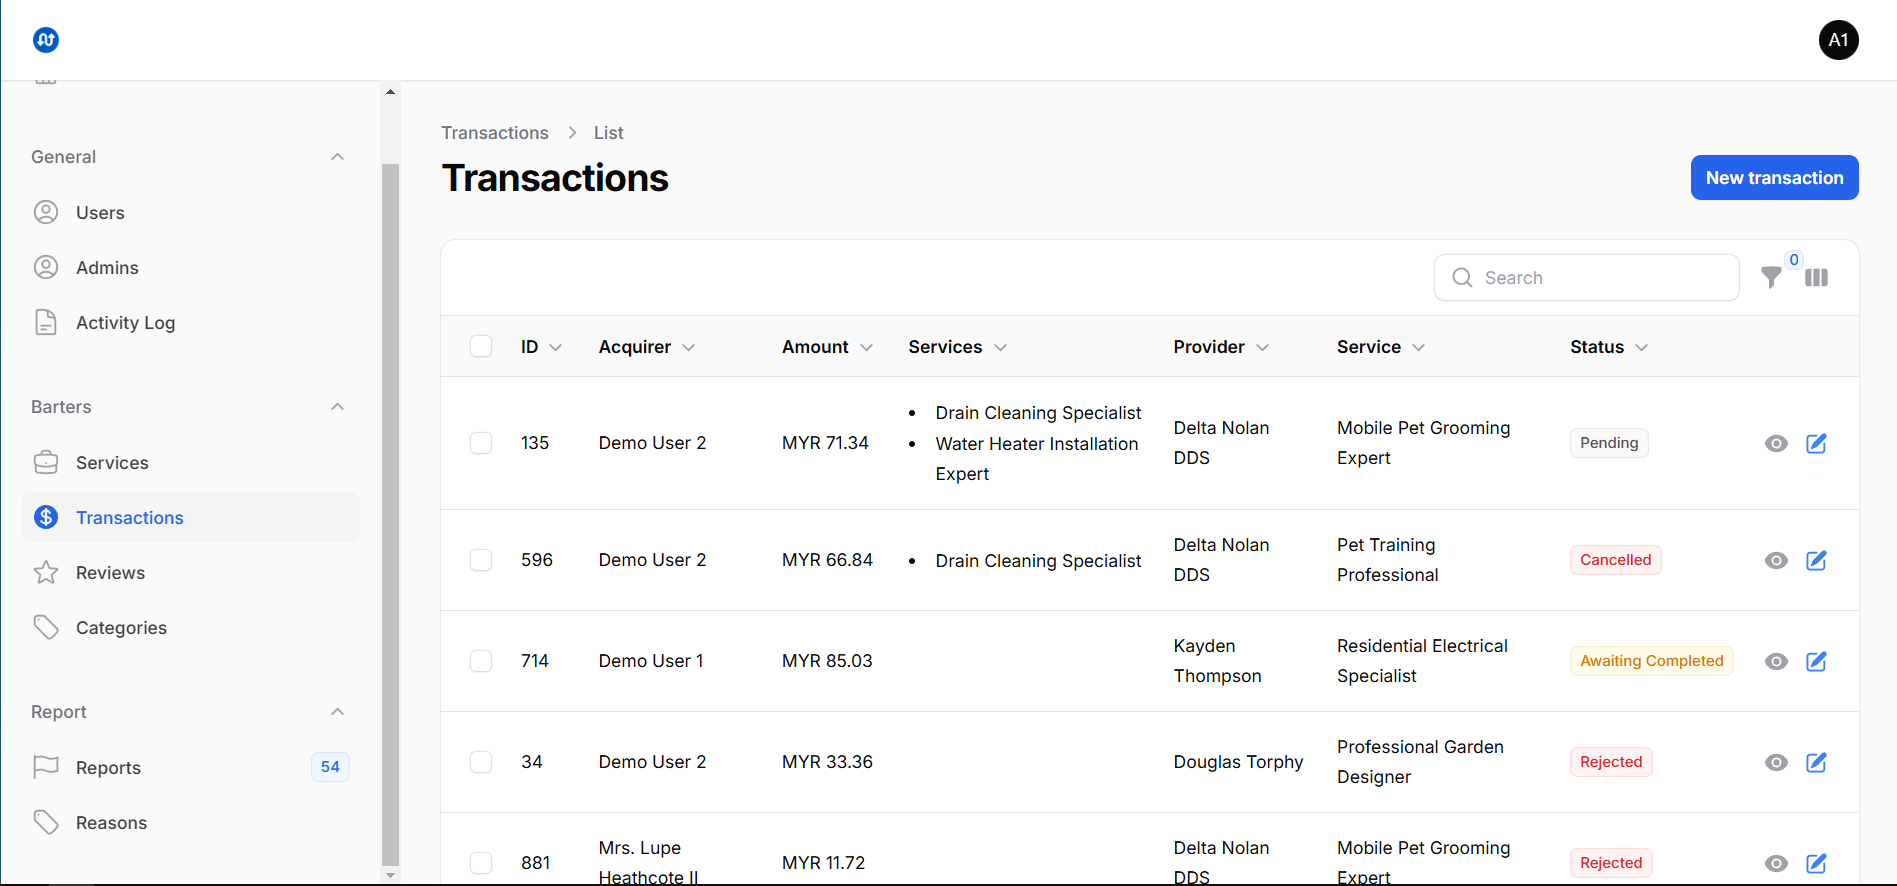 A1
General
Users
Admins
Activity Log
Barters
Services
Transactions
Reviews
Categories
Report
Reports 54
Reasons
Transactions List
Transactions
New transaction
Search
0
ID Acquirer Amount Services Provider Service Status
135 Demo User 2 MYR 71.34
• Drain Cleaning Specialist
• Water Heater Installation
Expert
Delta Nolan
DDS
Mobile Pet Grooming
Expert
Pending
596 Demo User 2 MYR 66.84
• Drain Cleaning Specialist
Delta Nolan
DDS
Pet Training
Professional
Cancelled
714 Demo User 1 MYR 85.03
Kayden
Thompson
Residential Electrical
Specialist
Awaiting Completed
34 Demo User 2 MYR 33.36
Douglas Torphy
Professional Garden
Designer
Rejected
881
Mrs. Lupe
Heathcote II
MYR 11.72
Delta Nolan
DDS
Mobile Pet Grooming
Expert
Rejected